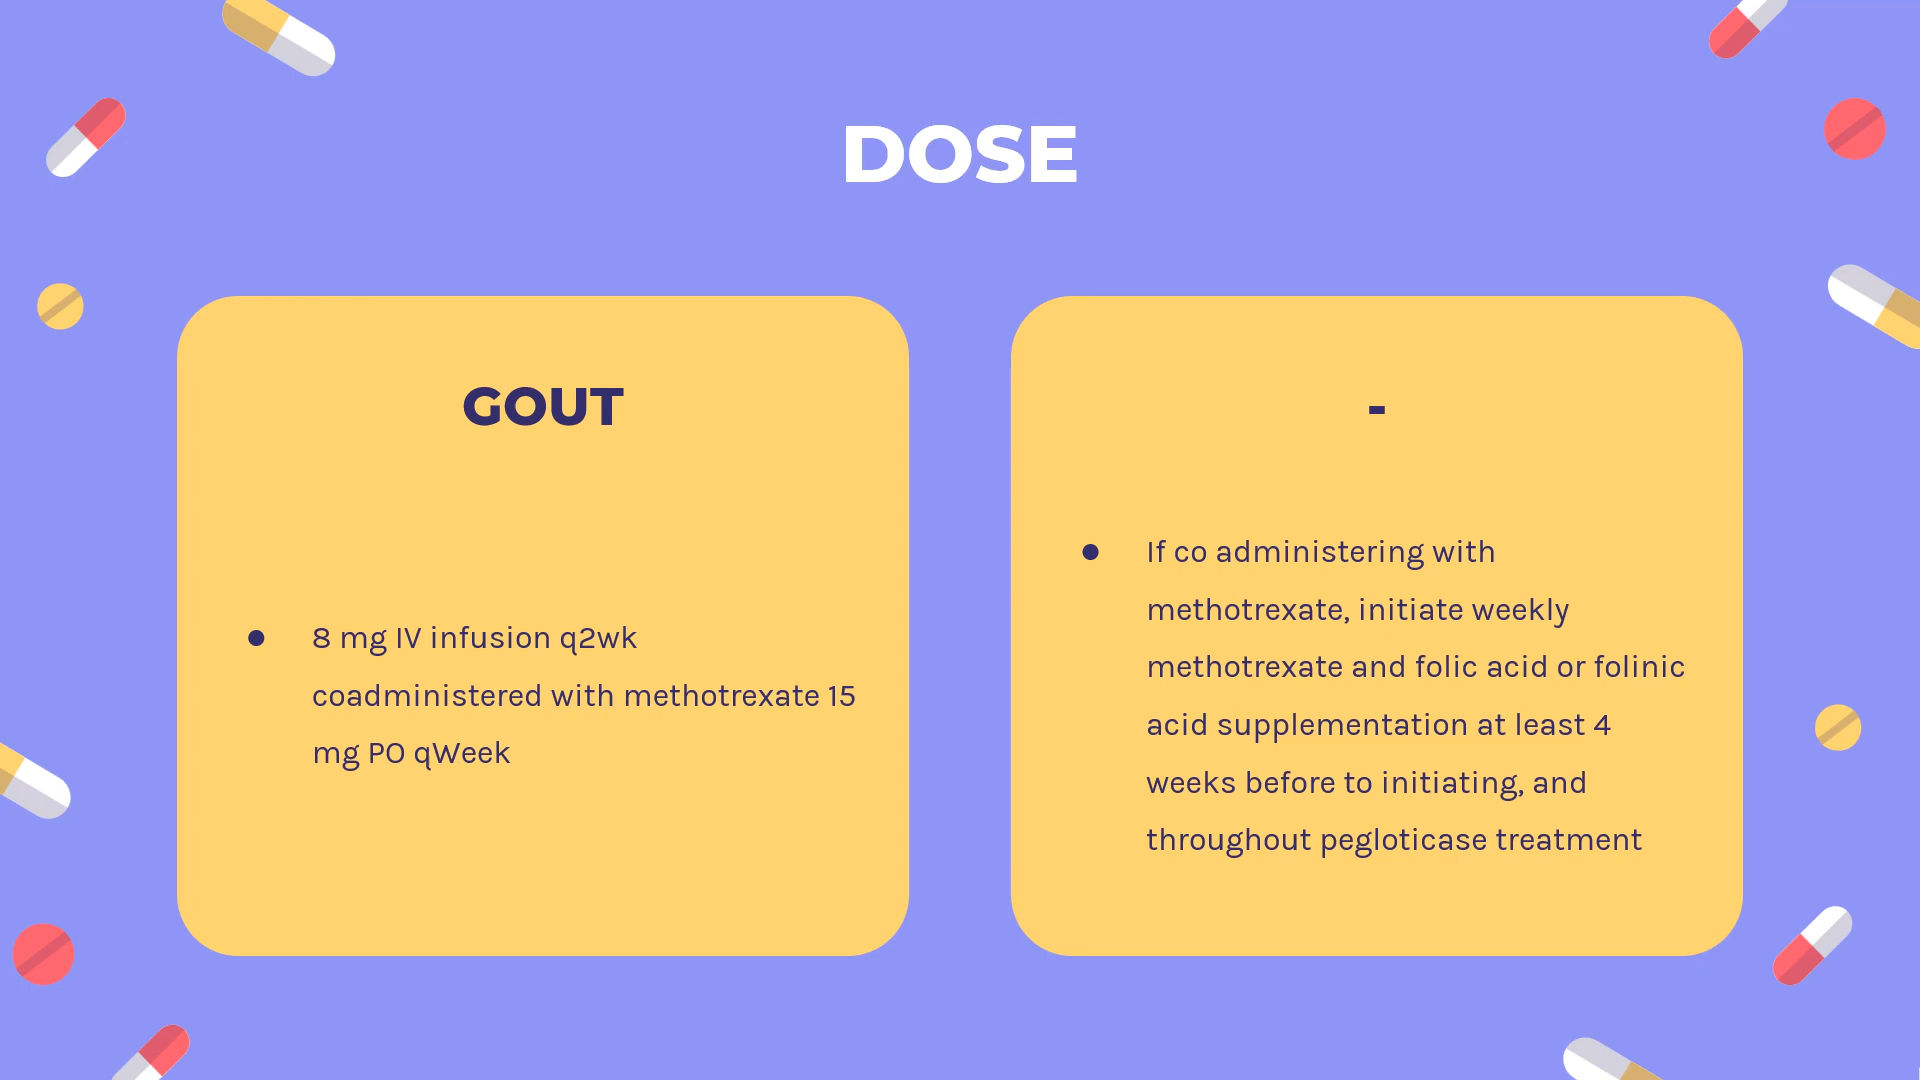 DOSE
GOUT
● 8 mg IV infusion q2wk
coadministered with methotrexate 15
mg PO qWeek
-
● If co administering with
methotrexate, initiate weekly
methotrexate and folic acid or folinic
acid supplementation at least 4
weeks before to initiating, and
throughout pegloticase treatment